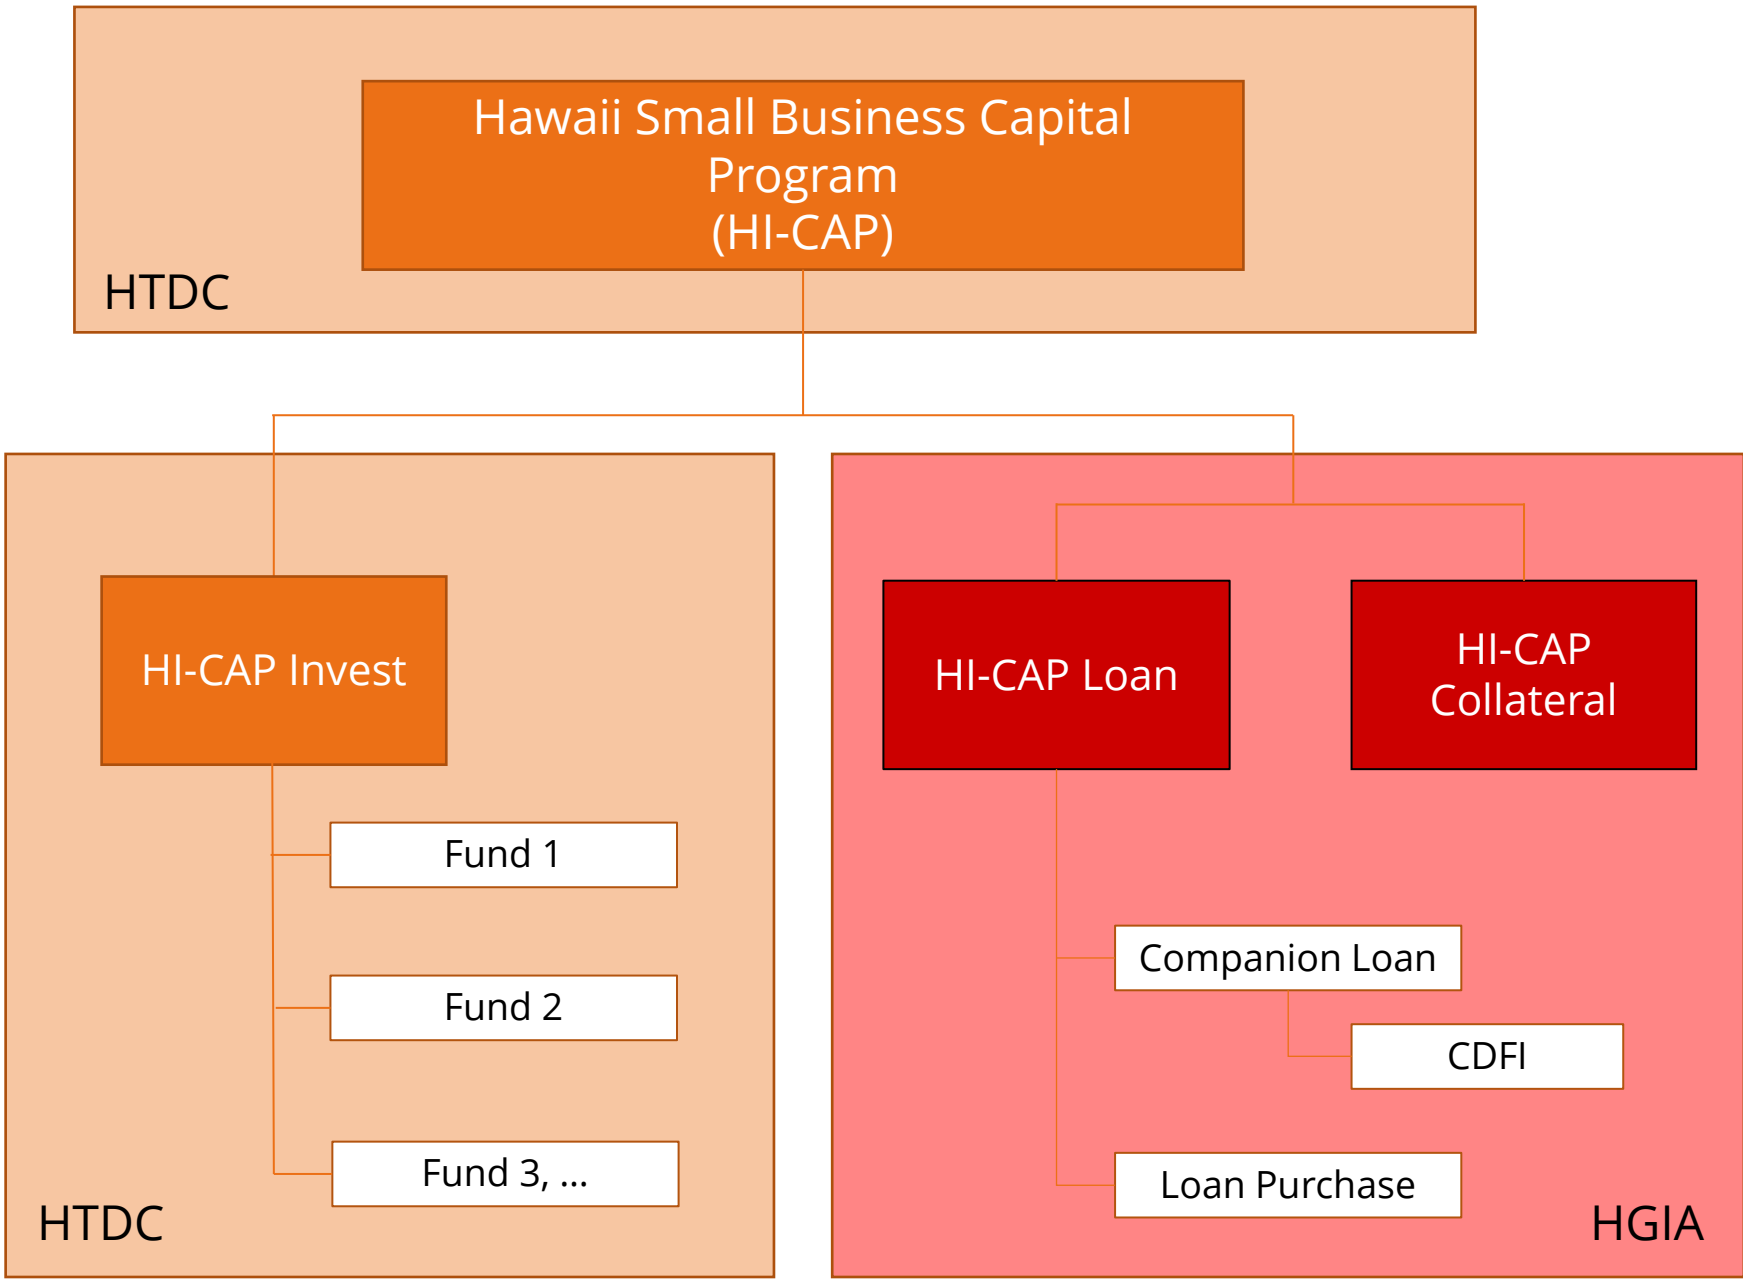 Hawaii Small Business Capital
Program
(HI-CAP)
HTDC
HI-CAP Invest
Fund 1
Fund 2
Fund 3, ...
HTDC
HI-CAP Loan
HI-CAP
Collateral
Companion Loan
CDFI
Loan Purchase
HGIA